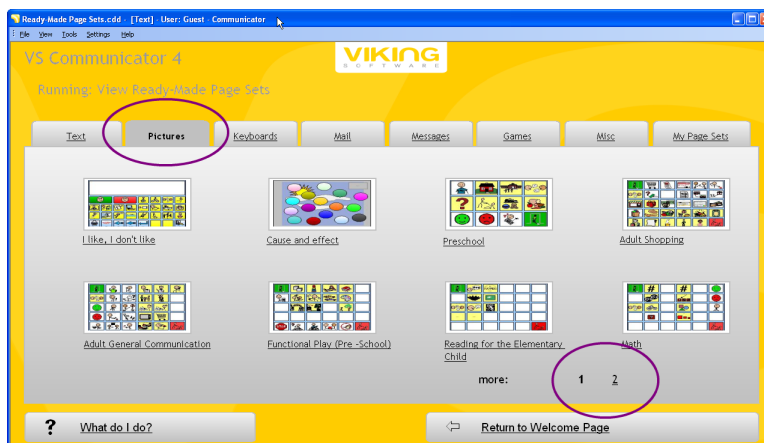 Ready-Made Page Sets.cdd - [Text] - User: Guest - Communicator
File View Tools Settings Help
VS Communicator 4
VIKING
SOFTWARE
Running: View Ready-Made Page Sets
Text Pictures Keyboards Mail Messages Games Misc My Page Sets
I like, I don't like Cause and effect Preschool Adult Shopping
Adult General Communication Functional Play (Pre -School) Reading for the Elementary Math
Child
more: 1 2
? What do I do? Return to Welcome Page